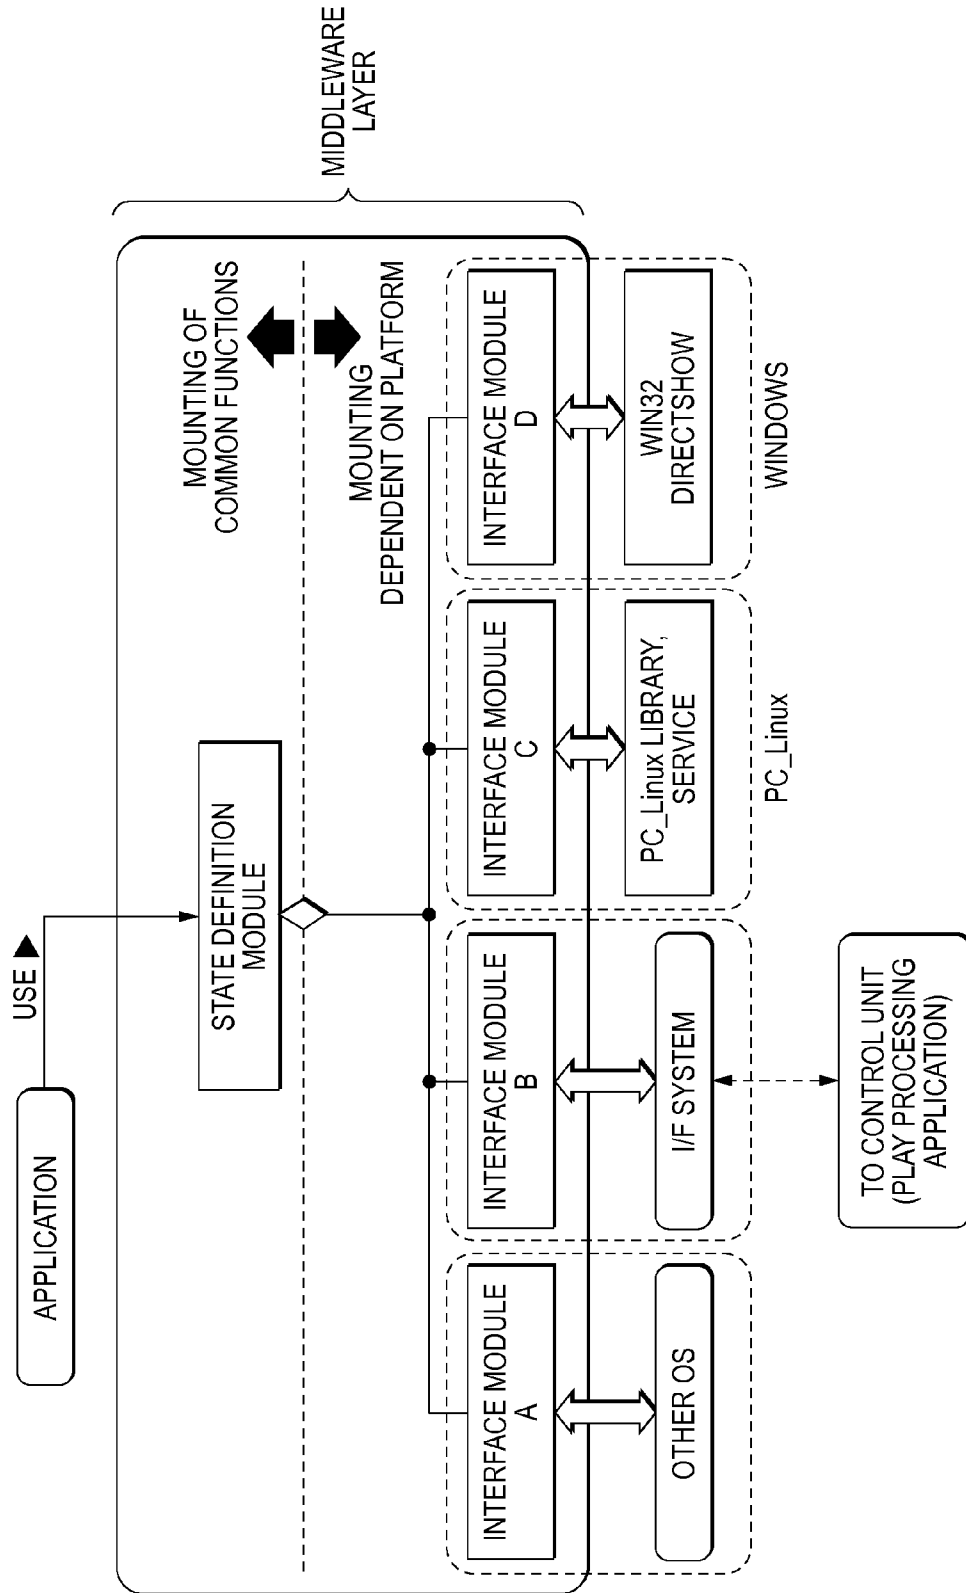 APPLICATION
USE
MIDDLEWARE
LAYER
STATE DEFINITION
MODULE
MOUNTING OF
COMMON FUNCTIONS
MOUNTING
DEPENDENT ON PLATFORM
INTERFACE MODULE
A
INTERFACE MODULE
B
INTERFACE MODULE
C
INTERFACE MODULE
D
OTHER OS
I/F SYSTEM
PC_Linux LIBRARY,
SERVICE
WIN32
DIRECTSHOW
PC_Linux
WINDOWS
TO CONTROL UNIT
(PLAY PROCESSING
APPLICATION)